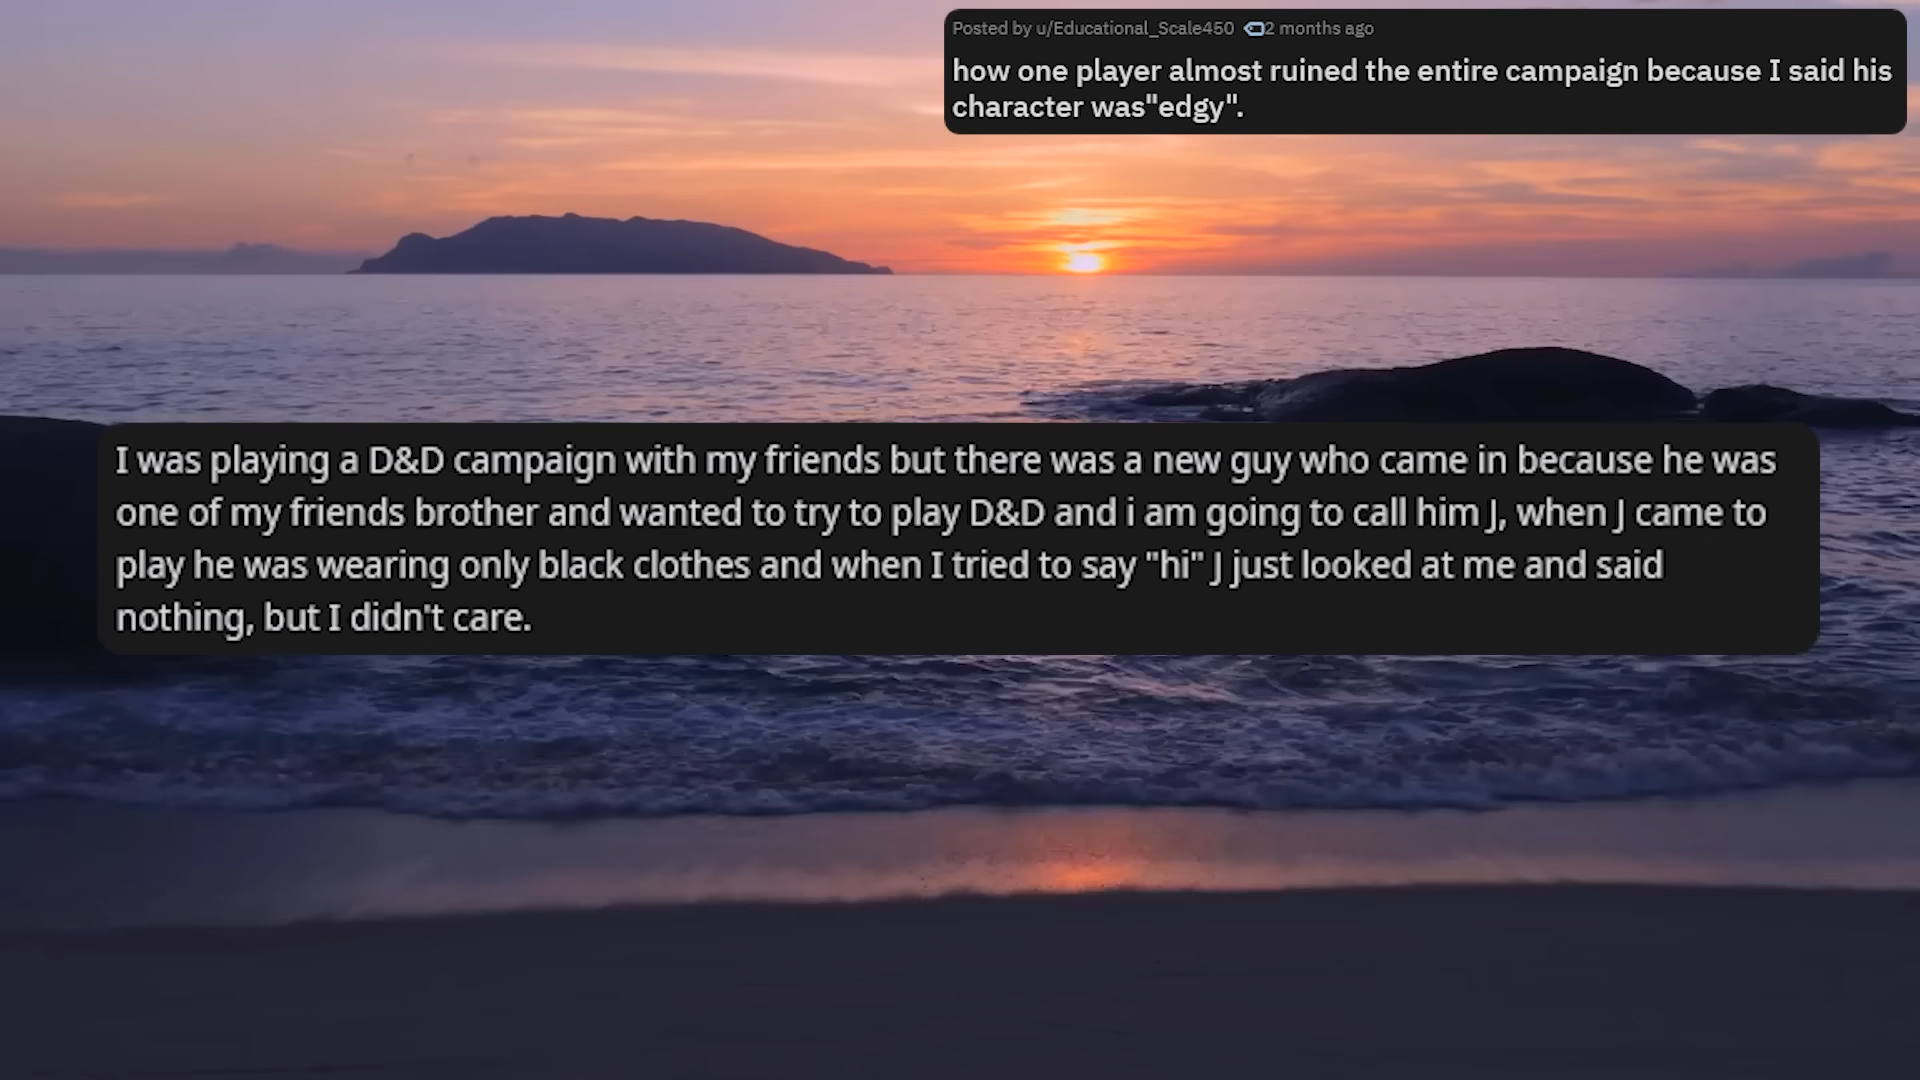 Posted by u/Educational_Scale450 2 months ago
how one player almost ruined the entire campaign because I said his
character was"edgy".
I was playing a D&D campaign with my friends but there was a new guy who came in because he was
one of my friends brother and wanted to try to play D&D and i am going to call him J, when J came to
play he was wearing only black clothes and when I tried to say "hi" J just looked at me and said
nothing, but I didn't care.